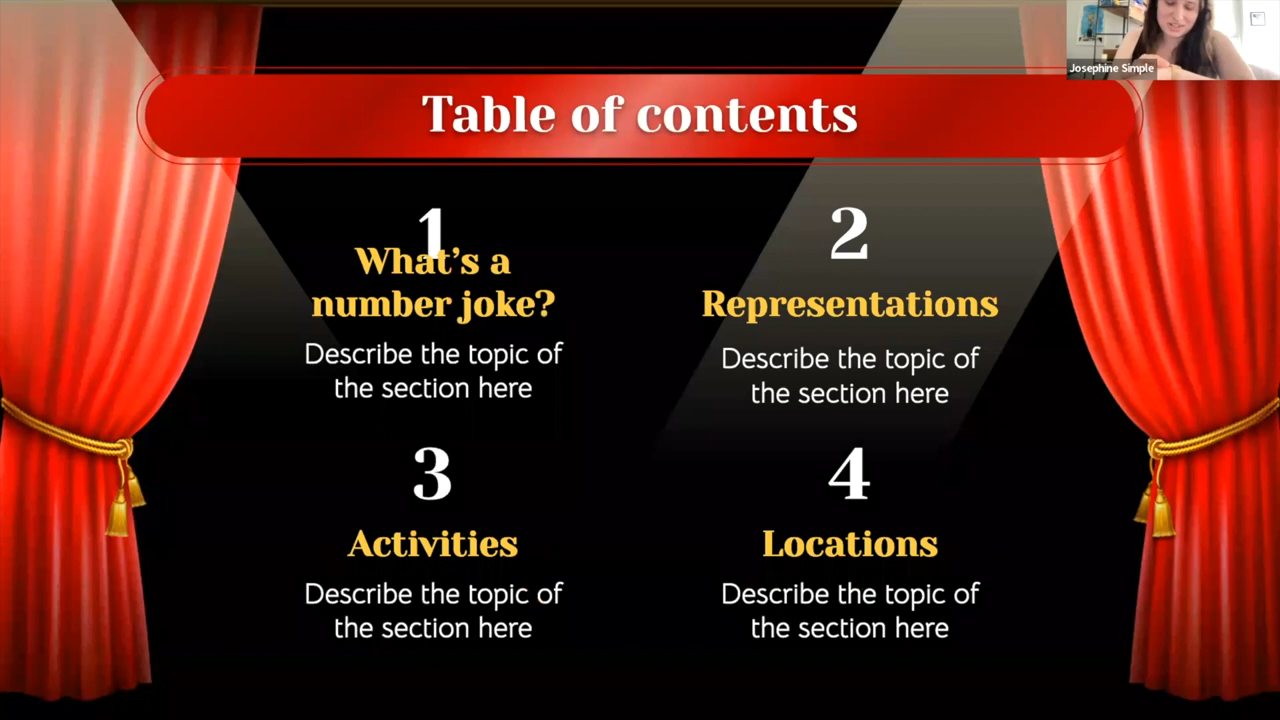 Josephine Simple
Table of contents
1
What's a
number joke?
Describe the topic of
the section here
2
Representations
Describe the topic of
the section here
3
Activities
Describe the topic of
the section here
4
Locations
Describe the topic of
the section here